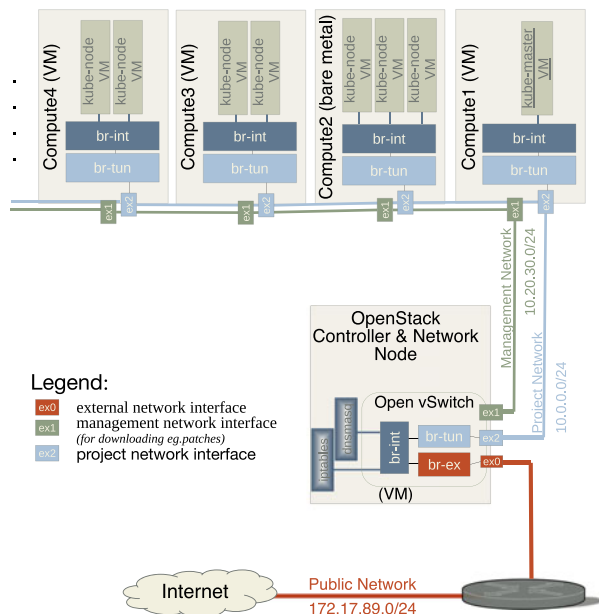 Compute4 (VM)
kube-node
VM
kube-node
VM
br-int
br-tun
ex1
ex2
Compute3 (VM)
kube-node
VM
kube-node
VM
br-int
br-tun
ex1
ex2
Compute2 (bare metal)
kube-node
VM
kube-node
VM
kube-node
VM
br-int
br-tun
ex1
ex2
Compute1 (VM)
kube-master
VM
br-int
br-tun
ex1
ex2
Management Network
10.20.30.0/24
Project Network
10.0.0.0/24
OpenStack
Controller & Network
Node
Open vSwitch
iptables
dnsmasq
br-int
br-tun
br-ex
ex1
ex2
ex0
(VM)
Legend:
ex0 external network interface
ex1 management network interface
(for downloading eg.patches)
ex2 project network interface
Internet
Public Network
172.17.89.0/24